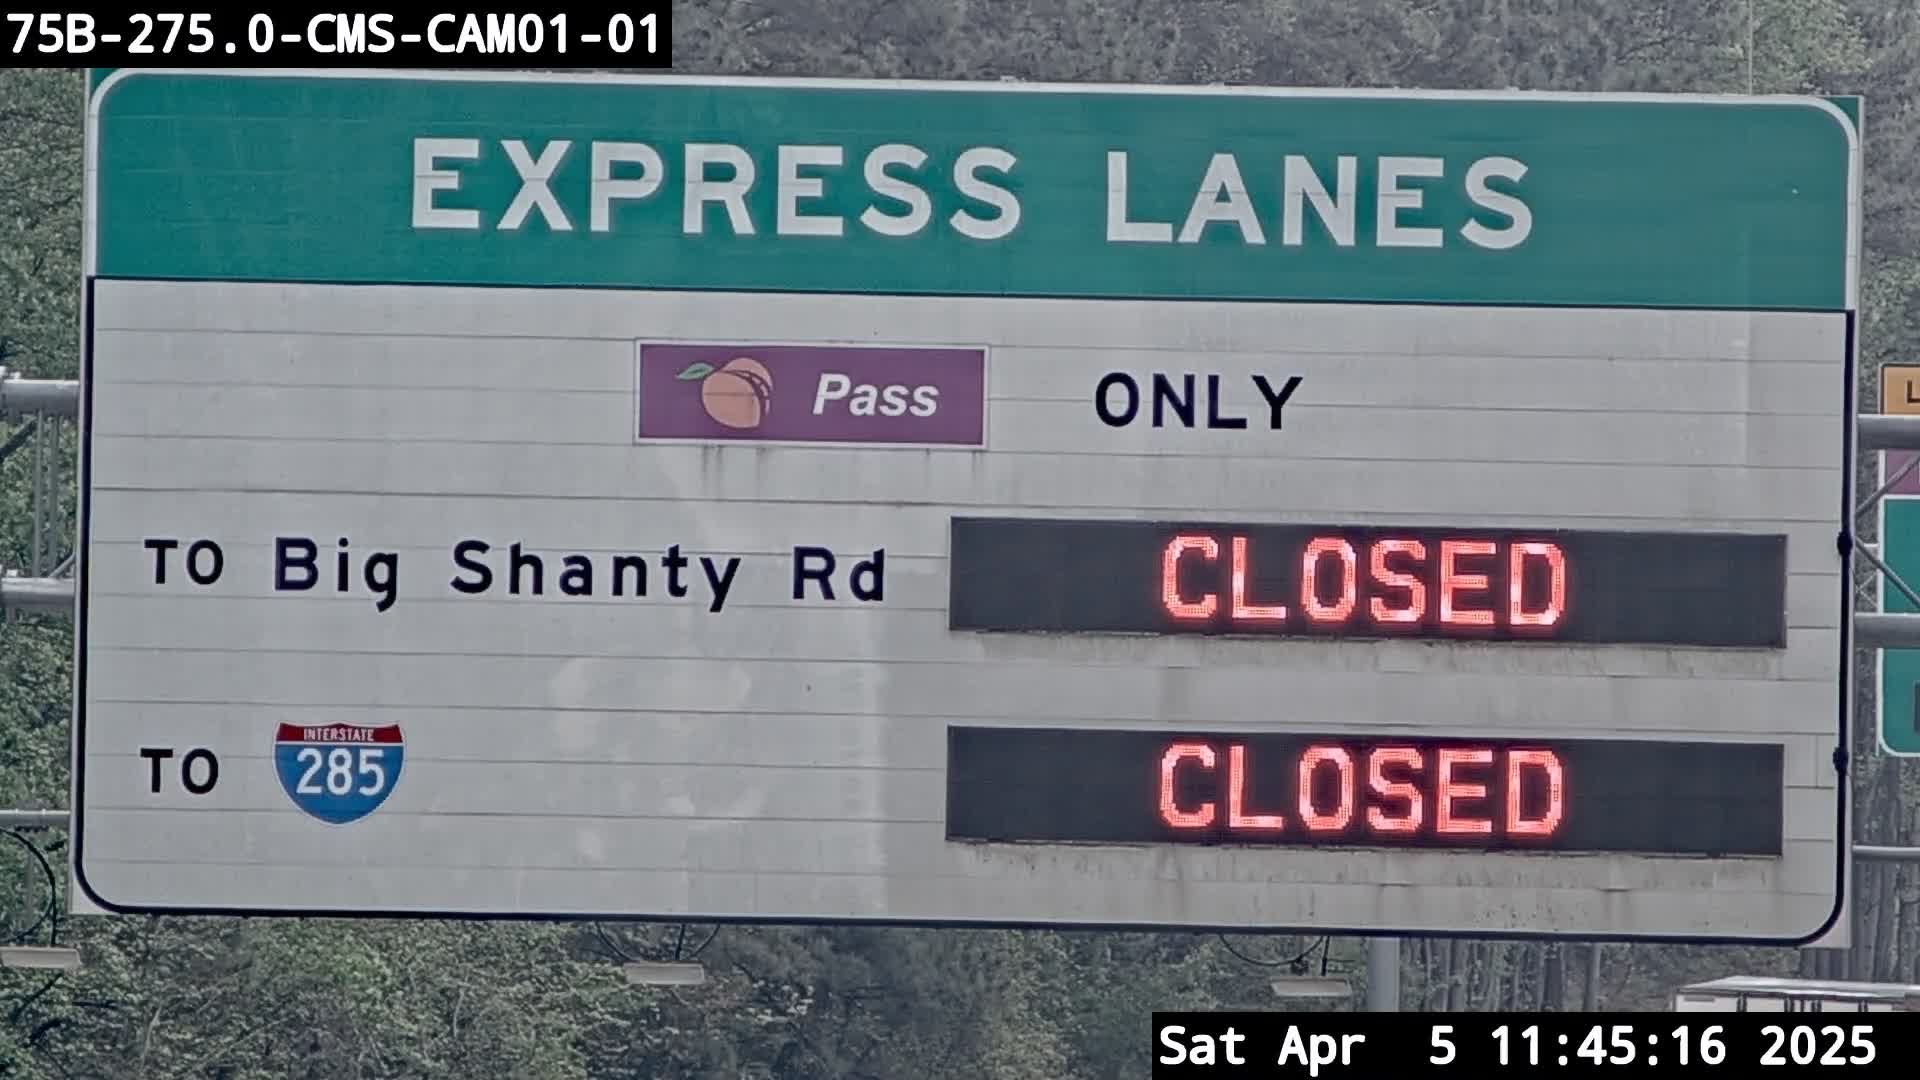 75B-275.0-CMS-CAM01-01
EXPRESS LANES
Pass ONLY
TO Big Shanty Rd CLOSED
TO INTERSTATE 285 CLOSED
Sat Apr 5 11:45:16 2025